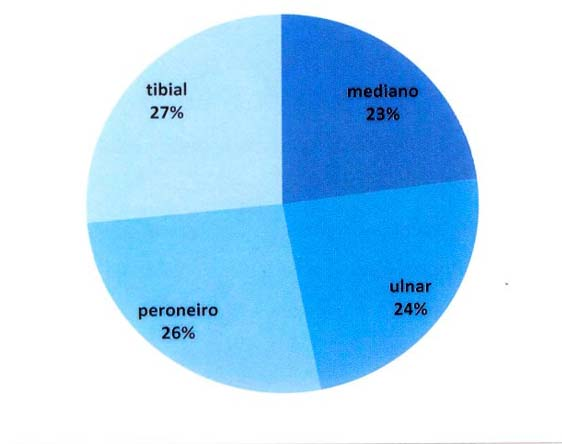 tibial
27%
mediano
23%
ulnar
24%
peroneiro
26%